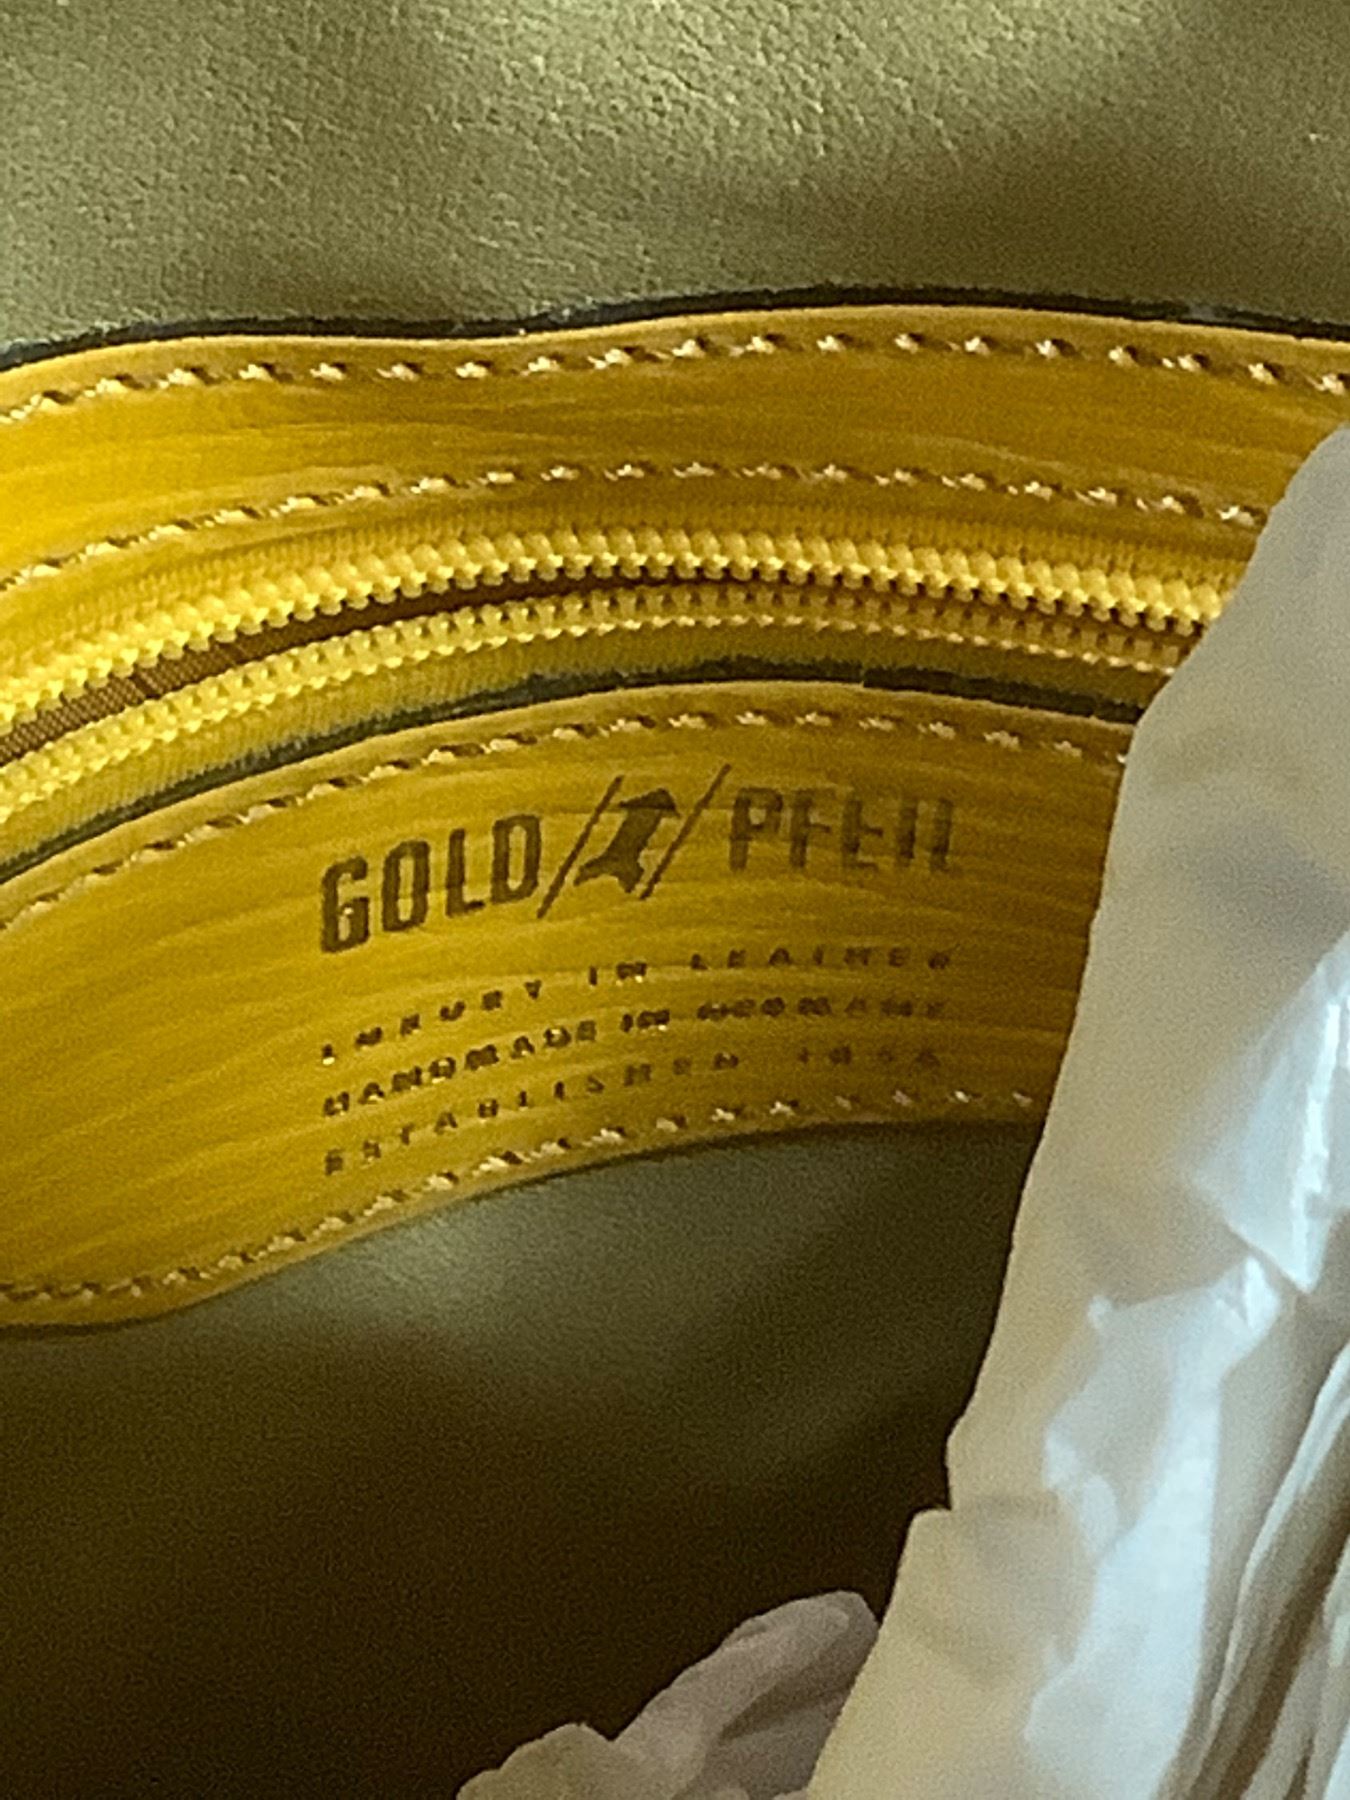 GOLD PFEIL
LUXURY IN LEATHER
HANDMADE IN GERMANY
ESTABLISHED 1856